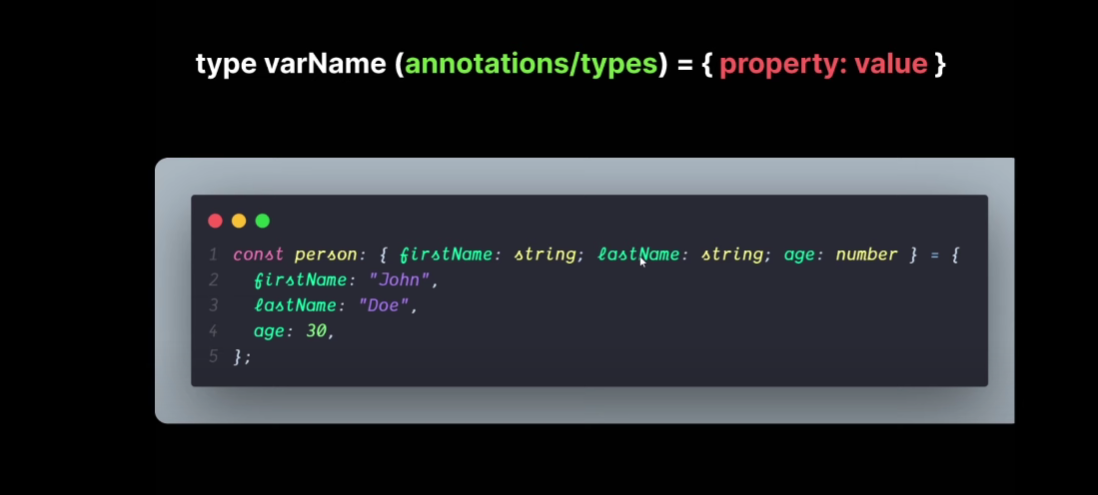 type varName (annotations/types) = { property: value }
1 const person: { firstName: string; lastName: string; age: number } = {
2 firstName: "John",
3 lastName: "Doe",
4 age: 30,
5 };